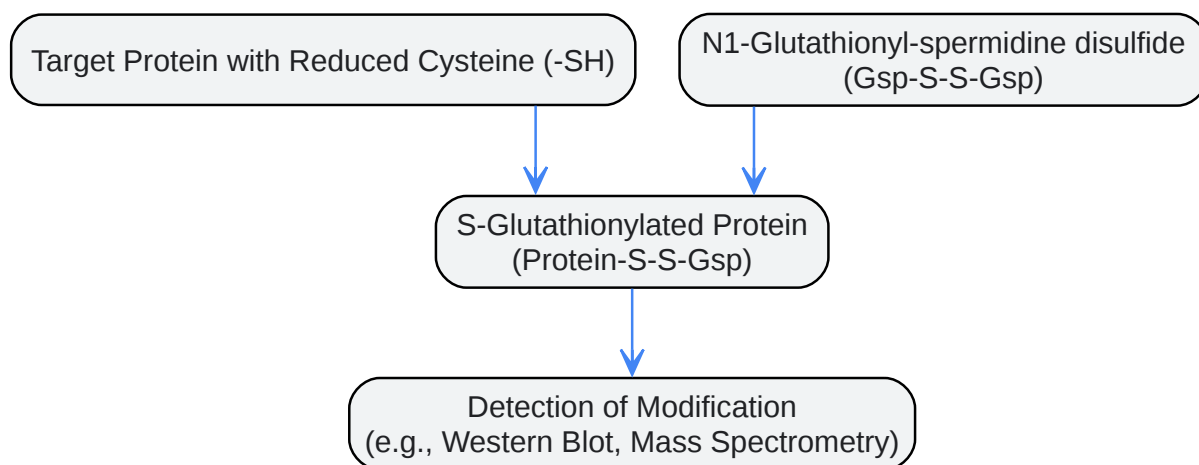 Target Protein with Reduced Cysteine (-SH)
N1-Glutathionyl-spermidine disulfide
(Gsp-S-S-Gsp)
S-Glutathionylated Protein
(Protein-S-S-Gsp)
Detection of Modification
(e.g., Western Blot, Mass Spectrometry)